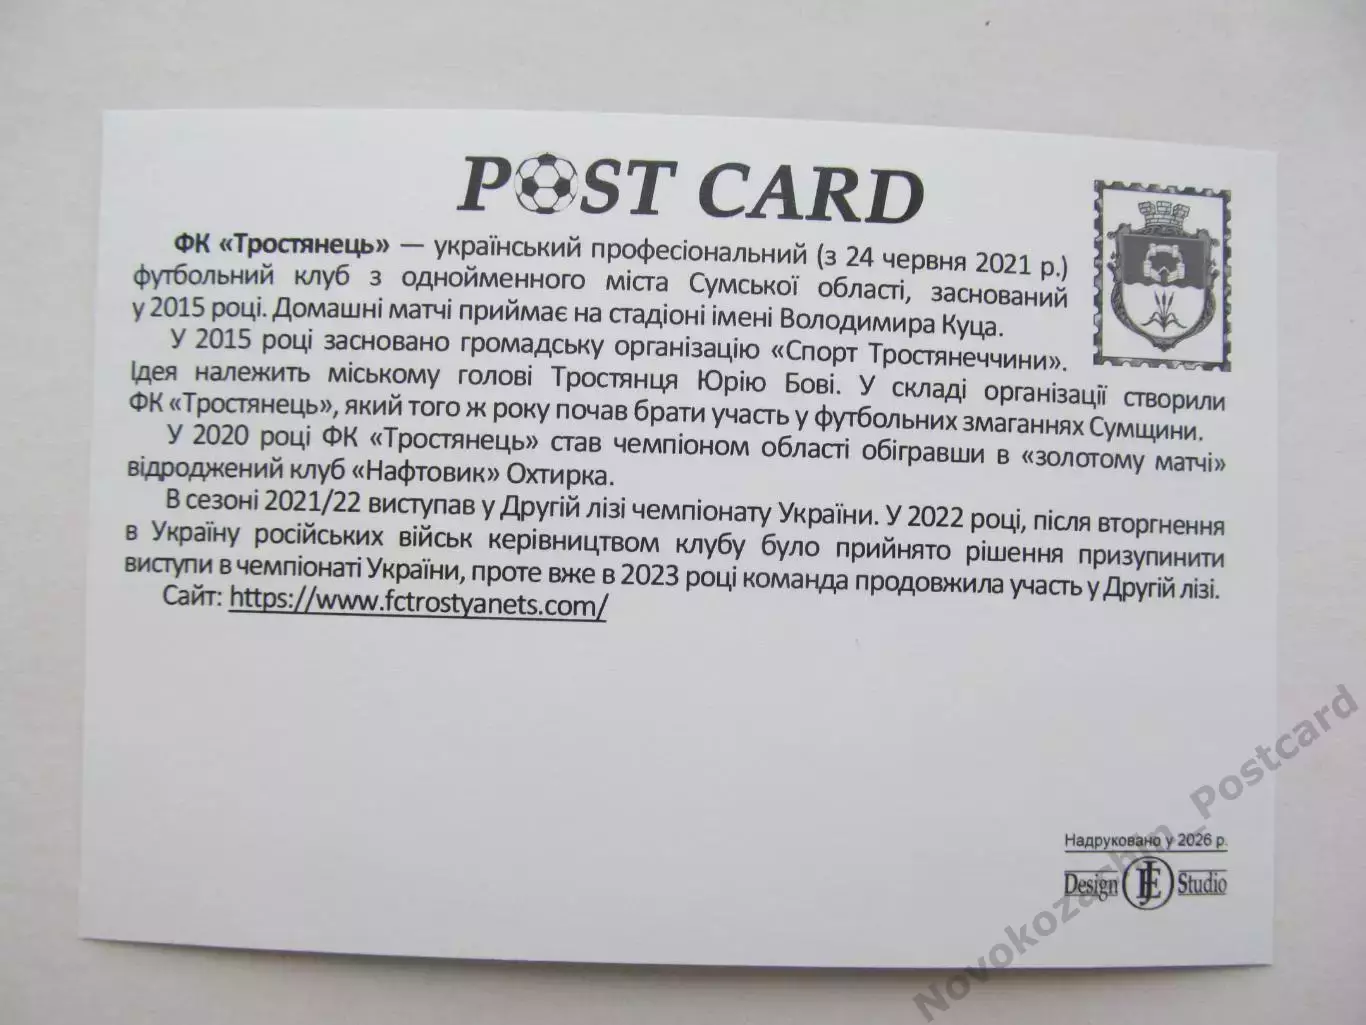 POST CARD
ФК «Тростянець» — український професіональний (з 24 червня 2021 р.)
футбольний клуб з однойменного міста Сумської області, заснований
у 2015 році. Домашні матчі приймає на стадіоні імені Володимира Куца.
У 2015 році засновано громадську організацію «Спорт Тростянеччини».
Ідея належить міському голові Тростянця Юрію Бові. У складі організації створили
ФК «Тростянець», який того ж року почав брати участь у футбольних змаганнях Сумщини.
У 2020 році ФК «Тростянець» став чемпіоном області обігравши в «золотому матчі»
відроджений клуб «Нафтовик» Охтирка.
В сезоні 2021/22 виступав у Другій лізі чемпіонату України. У 2022 році, після вторгнення
в Україну російських військ керівництвом клубу було прийнято рішення призупинити
виступи в чемпіонаті України, проте вже в 2023 році команда продовжила участь у Другій лізі.
Сайт: https://www.fctrostyanets.com/
Надруковано у 2026 р.
Design JE Studio
Novokozachin_Postcard